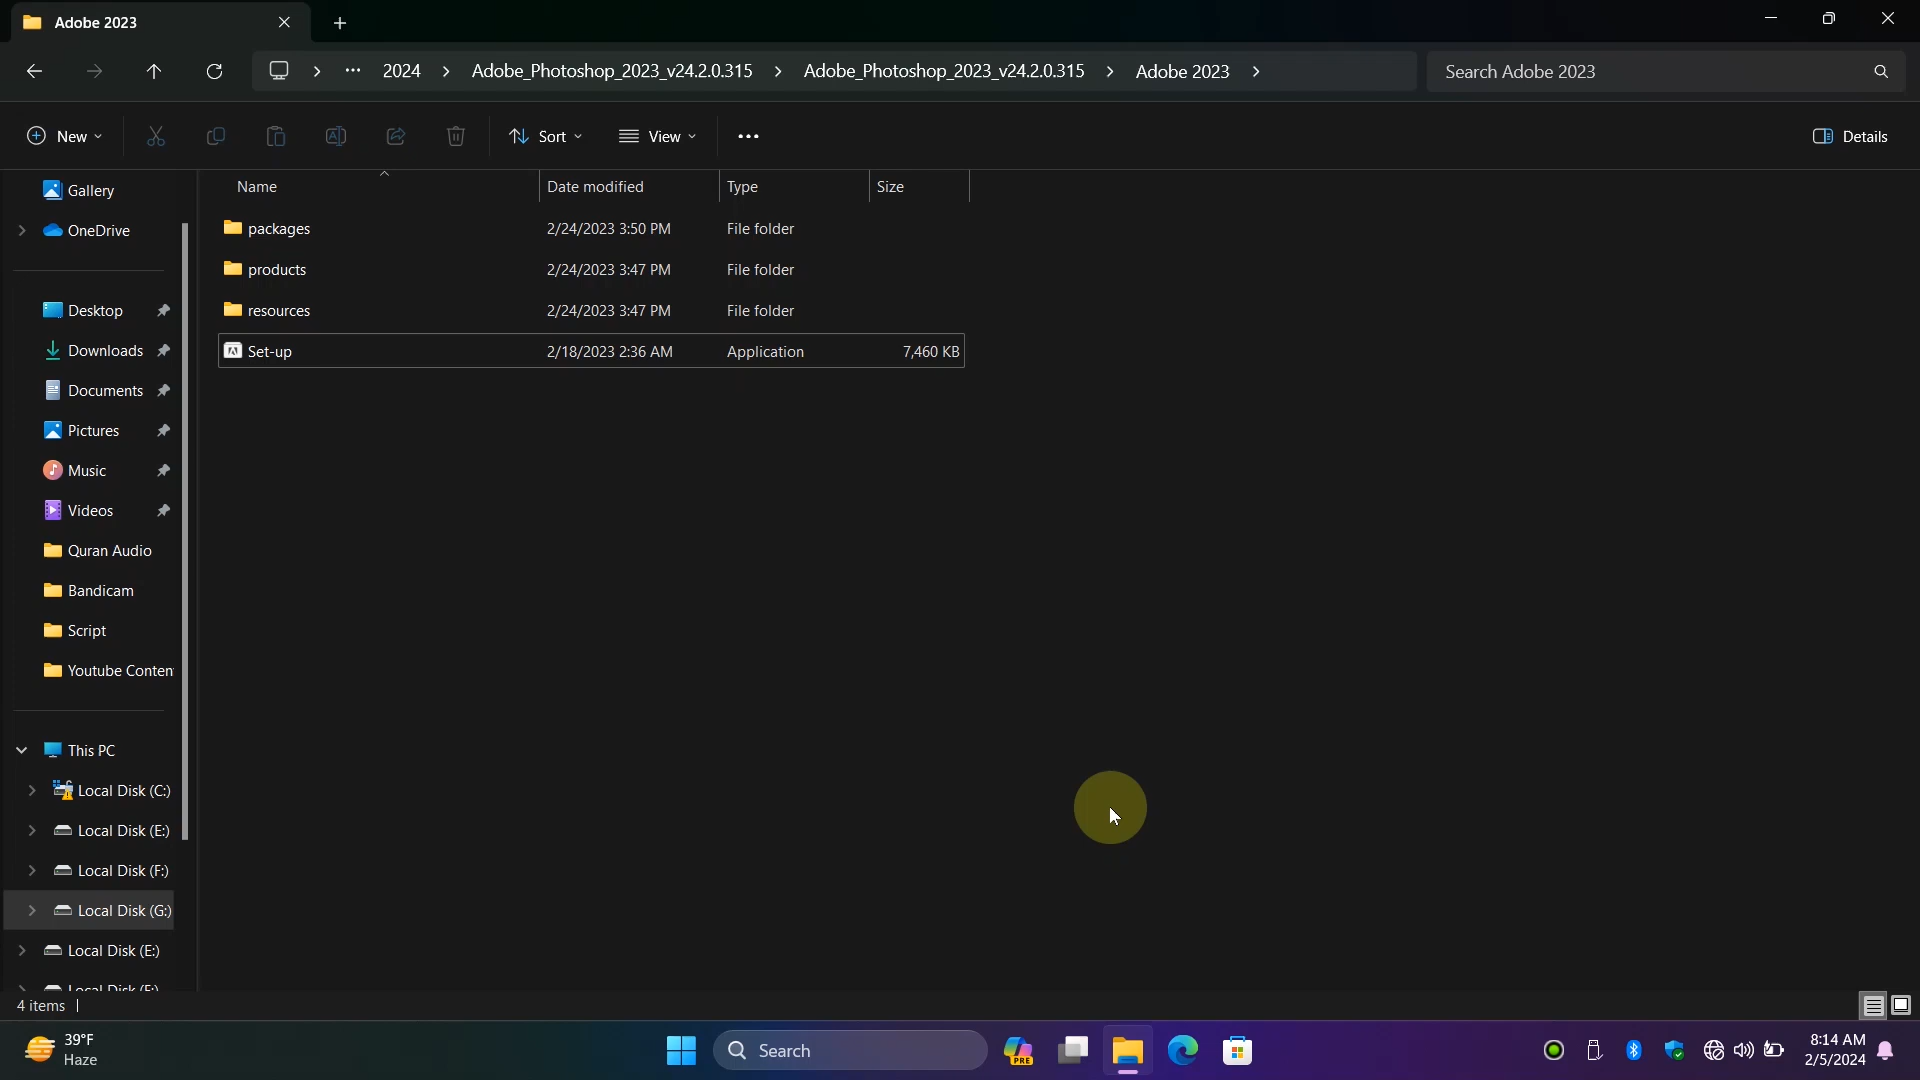 Adobe 2023
2024 Adobe_Photoshop_2023_v24.2.0.315 Adobe_Photoshop_2023_v24.2.0.315 Adobe 2023
Search Adobe 2023
New Sort View ... Details
Name Date modified Type Size
packages 2/24/2023 3:50 PM File folder
products 2/24/2023 3:47 PM File folder
resources 2/24/2023 3:47 PM File folder
Set-up 2/18/2023 2:36 AM Application 7,460 KB
Gallery
OneDrive
Desktop
Downloads
Documents
Pictures
Music
Videos
Quran Audio
Bandicam
Script
Youtube Conten
This PC
Local Disk (C:)
Local Disk (E:)
Local Disk (F:)
Local Disk (G:)
Local Disk (E:)
Local Disk (F:)
4 items
39°F
Haze
Search
PRE
8:14 AM
2/5/2024